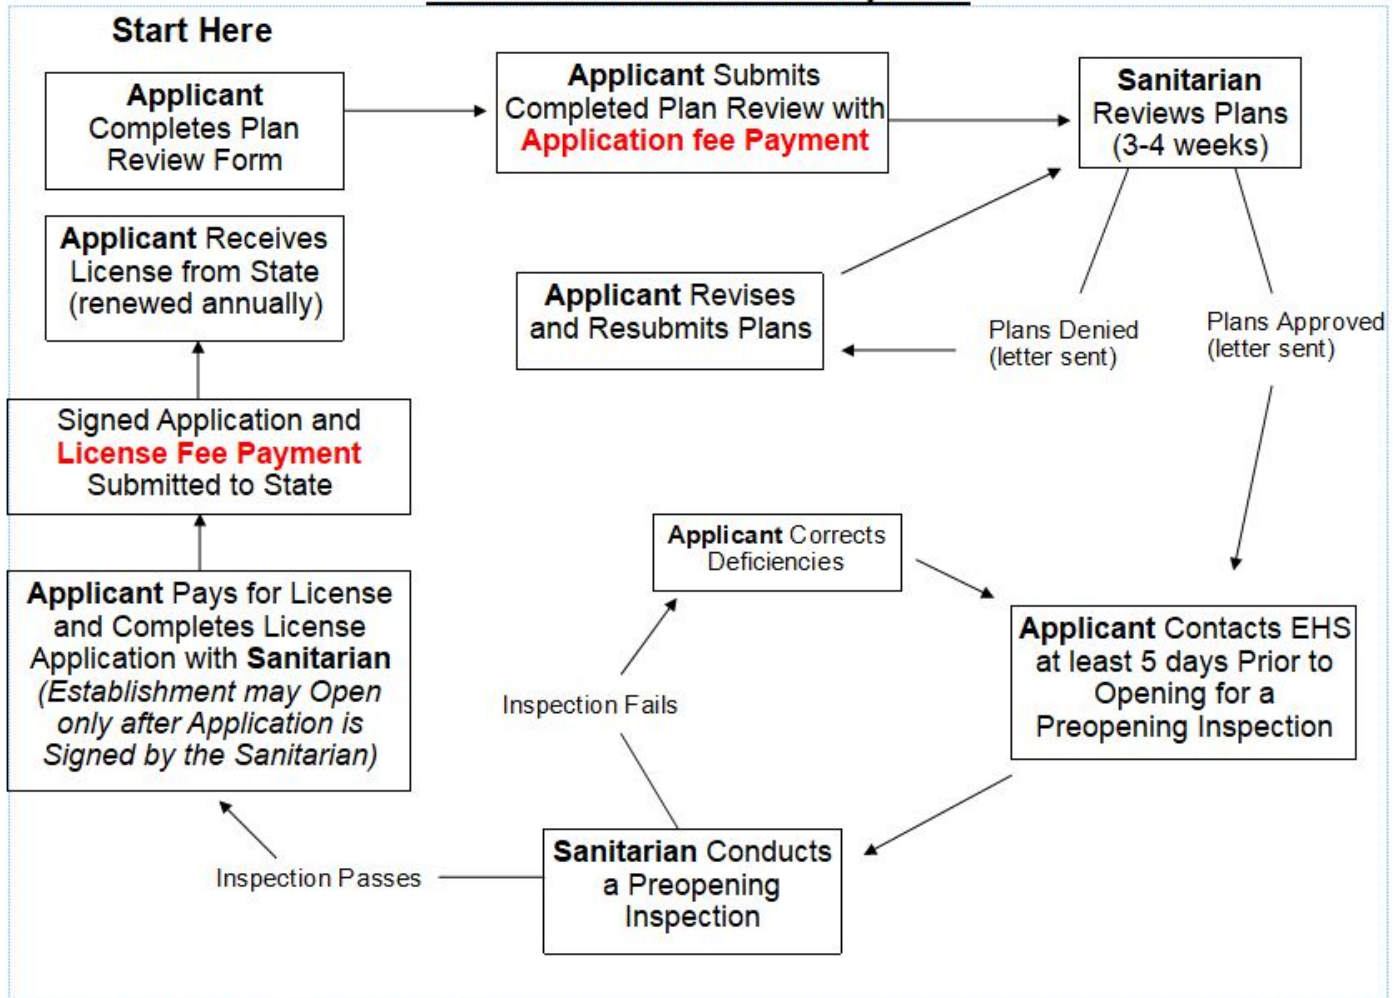 Start Here
Applicant
Completes Plan
Review Form
Applicant Submits
Completed Plan Review with
Application fee Payment
Sanitarian
Reviews Plans
(3-4 weeks)
Applicant Receives
License from State
(renewed annually)
Applicant Revises
and Resubmits Plans
Plans Denied
(letter sent)
Plans Approved
(letter sent)
Signed Application and
License Fee Payment
Submitted to State
Applicant Corrects
Deficiencies
Applicant Pays for License
and Completes License
Application with Sanitarian
(Establishment may Open
only after Application is
Signed by the Sanitarian)
Applicant Contacts EHS
at least 5 days Prior to
Opening for a
Preopening Inspection
Inspection Fails
Sanitarian Conducts
a Preopening
Inspection
Inspection Passes